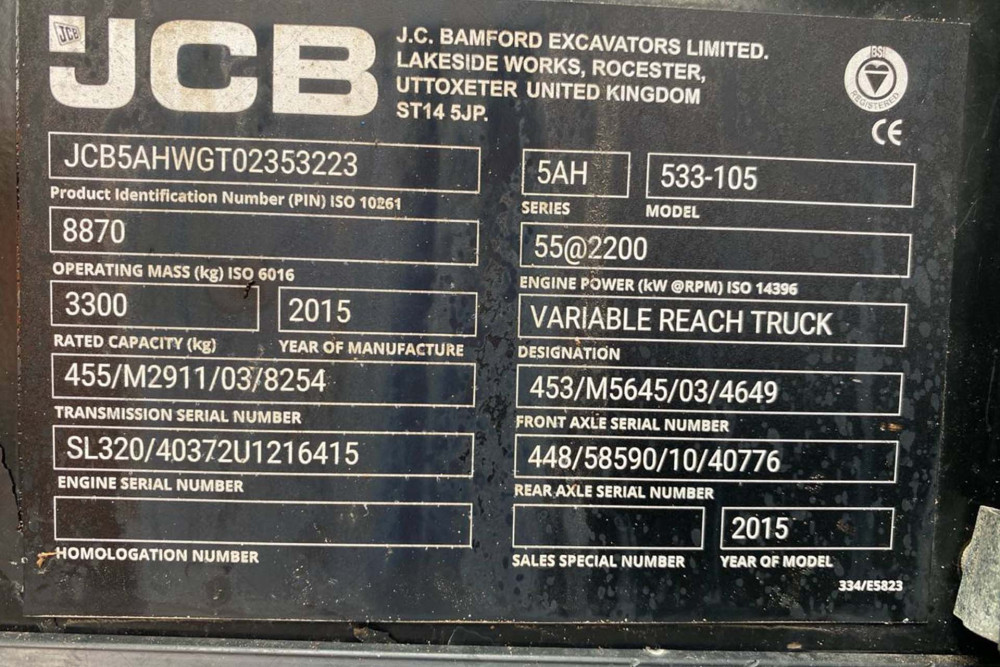 JCB
JCB
J.C. BAMFORD EXCAVATORS LIMITED.
LAKESIDE WORKS, ROCESTER,
UTTOXETER UNITED KINGDOM
ST14 5JP.
BSI
REGISTERED
CE
JCB5AHWGT02353223
Product Identification Number (PIN) ISO 10261
5AH
SERIES
533-105
MODEL
8870
OPERATING MASS (kg) ISO 6016
55@2200
ENGINE POWER (kW @RPM) ISO 14396
3300
RATED CAPACITY (kg)
2015
YEAR OF MANUFACTURE
VARIABLE REACH TRUCK
DESIGNATION
455/M2911/03/8254
TRANSMISSION SERIAL NUMBER
453/M5645/03/4649
FRONT AXLE SERIAL NUMBER
SL320/40372U1216415
ENGINE SERIAL NUMBER
448/58590/10/40776
REAR AXLE SERIAL NUMBER
HOMOLOGATION NUMBER
SALES SPECIAL NUMBER
2015
YEAR OF MODEL
334/E5823